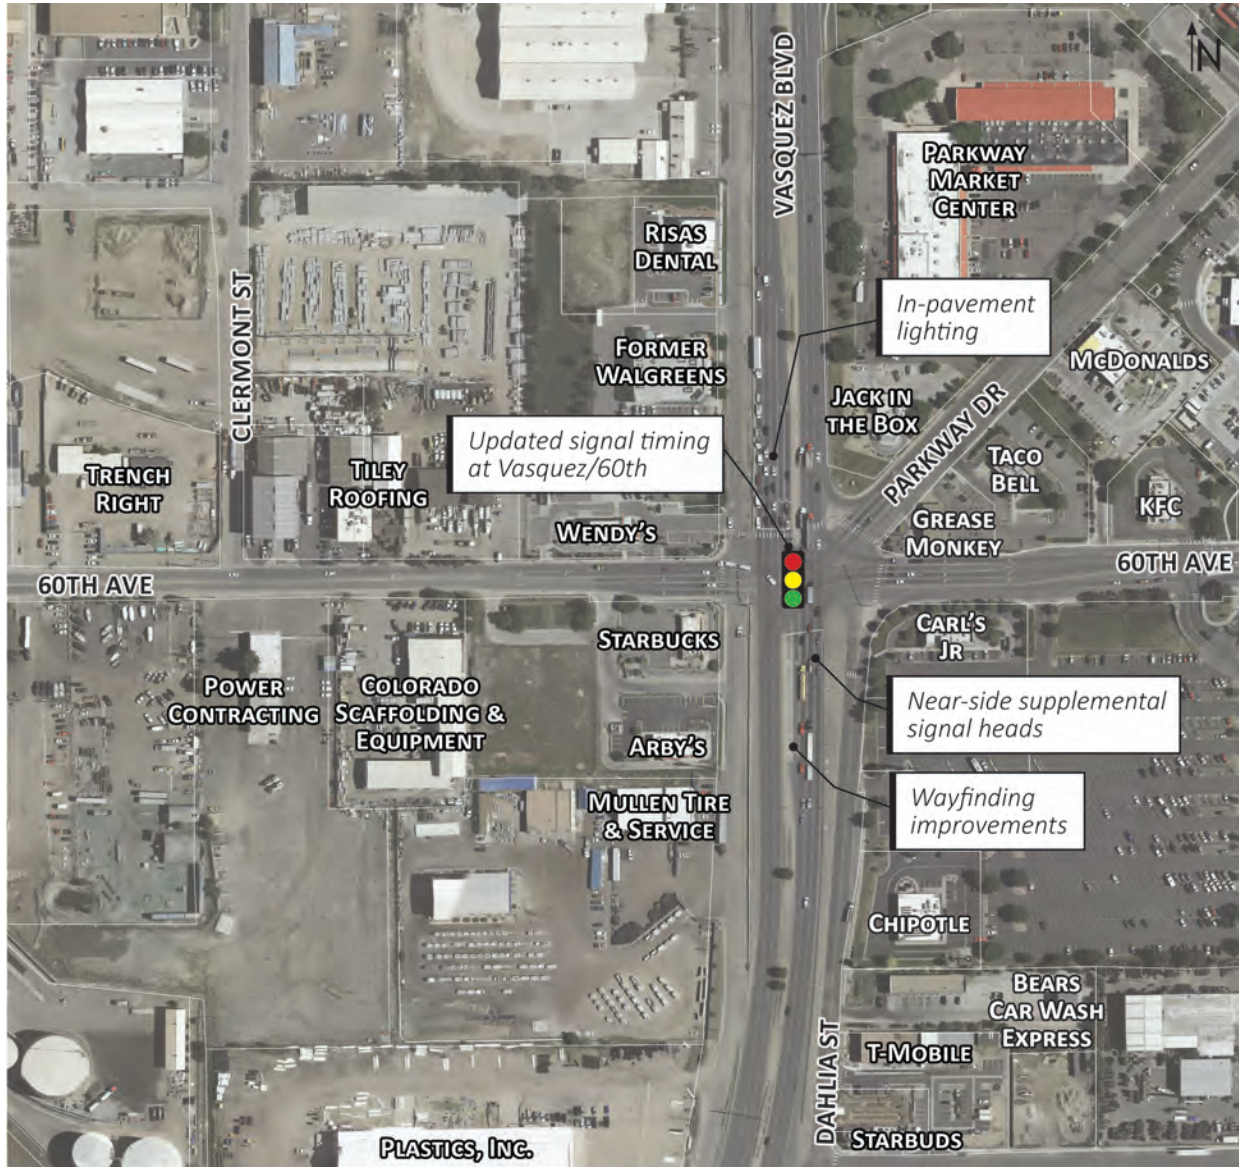 N
VASQUEZ BLVD
PARKWAY
MARKET
CENTER
RISAS
DENTAL
CLERMONT ST
In-pavement
lighting
FORMER
WALGREENS
MCDONALDS
JACK IN
THE BOX
PARKWAY DR
Updated signal timing
at Vasquez/60th
TRENCH
RIGHT
TILEY
ROOFING
TACO
BELL
KFC
WENDY'S
GREASE
MONKEY
60TH AVE
60TH AVE
STARBUCKS
CARL'S
JR
POWER
CONTRACTING
COLORADO
SCAFFOLDING &
EQUIPMENT
Near-side supplemental
signal heads
ARBY'S
MULLEN TIRE
& SERVICE
Wayfinding
improvements
CHIPOTLE
BEARS
CAR WASH
EXPRESS
DAHLIA ST
T-MOBILE
STARBUDS
PLASTICS, INC.